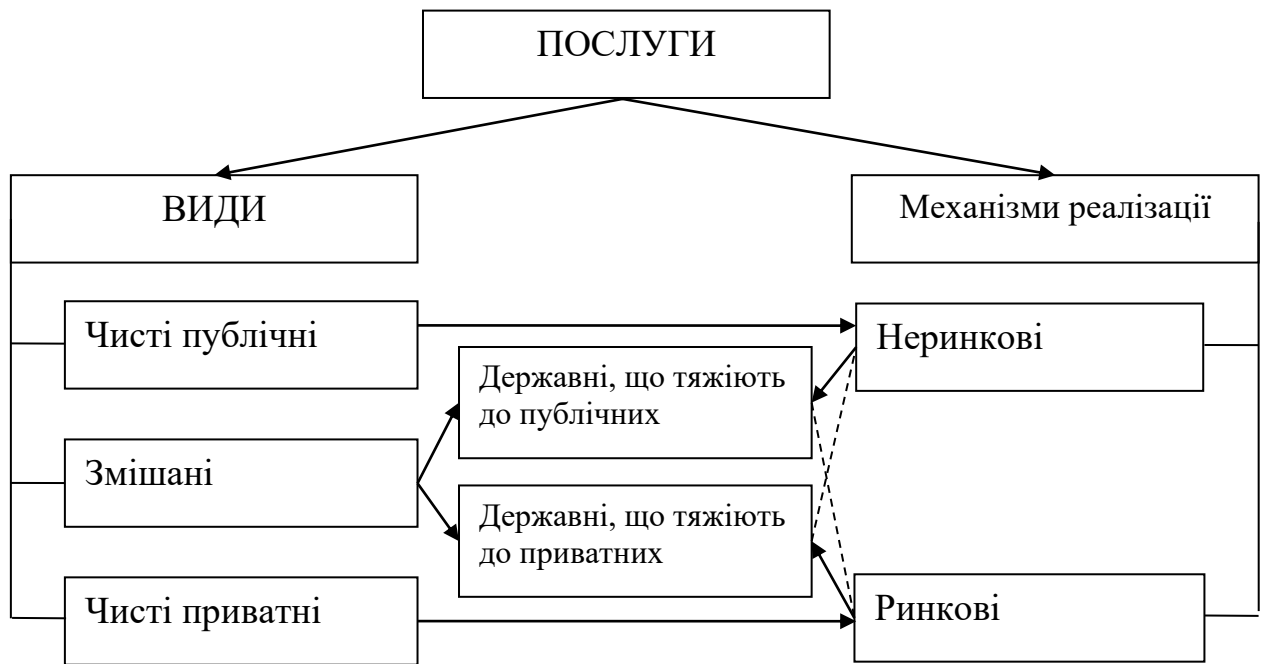 ПОСЛУГИ
ВИДИ
Механізми реалізації
Чисті публічні
Неринкові
Державні, що тяжіють
до публічних
Змішані
Державні, що тяжіють
до приватних
Чисті приватні
Ринкові